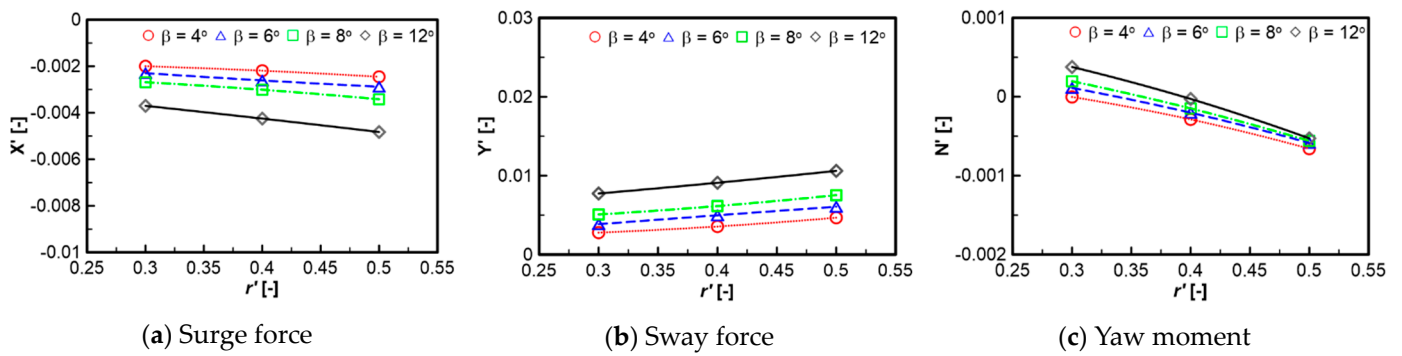 0
-0.002
-0.004
-0.006
-0.008
-0.01
X' [-]
β = 4° β = 6° β = 8° β = 12°
0.25 0.3 0.35 0.4 0.45 0.5 0.55
r' [-]
(a) Surge force
0.03
0.02
0.01
0
Y' [-]
β = 4° β = 6° β = 8° β = 12°
0.25 0.3 0.35 0.4 0.45 0.5 0.55
r' [-]
(b) Sway force
0.001
0
-0.001
-0.002
N' [-]
β = 4° β = 6° β = 8° β = 12°
0.25 0.3 0.35 0.4 0.45 0.5 0.55
r' [-]
(c) Yaw moment